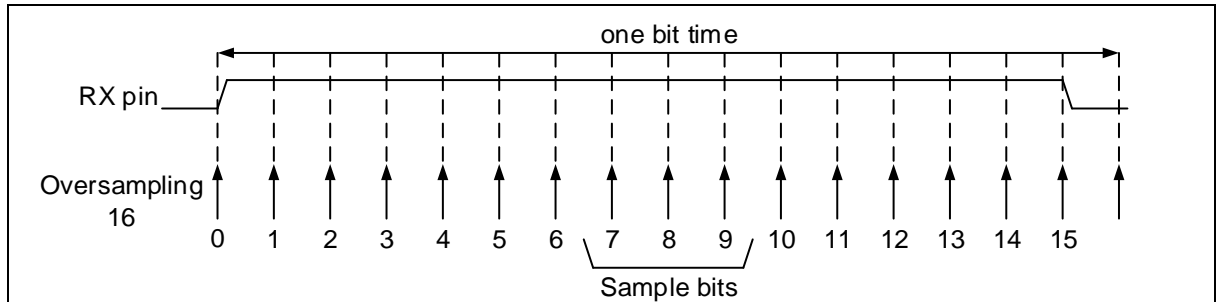 one bit time
RX pin
Oversampling
16
0 1 2 3 4 5 6 7 8 9 10 11 12 13 14 15
Sample bits